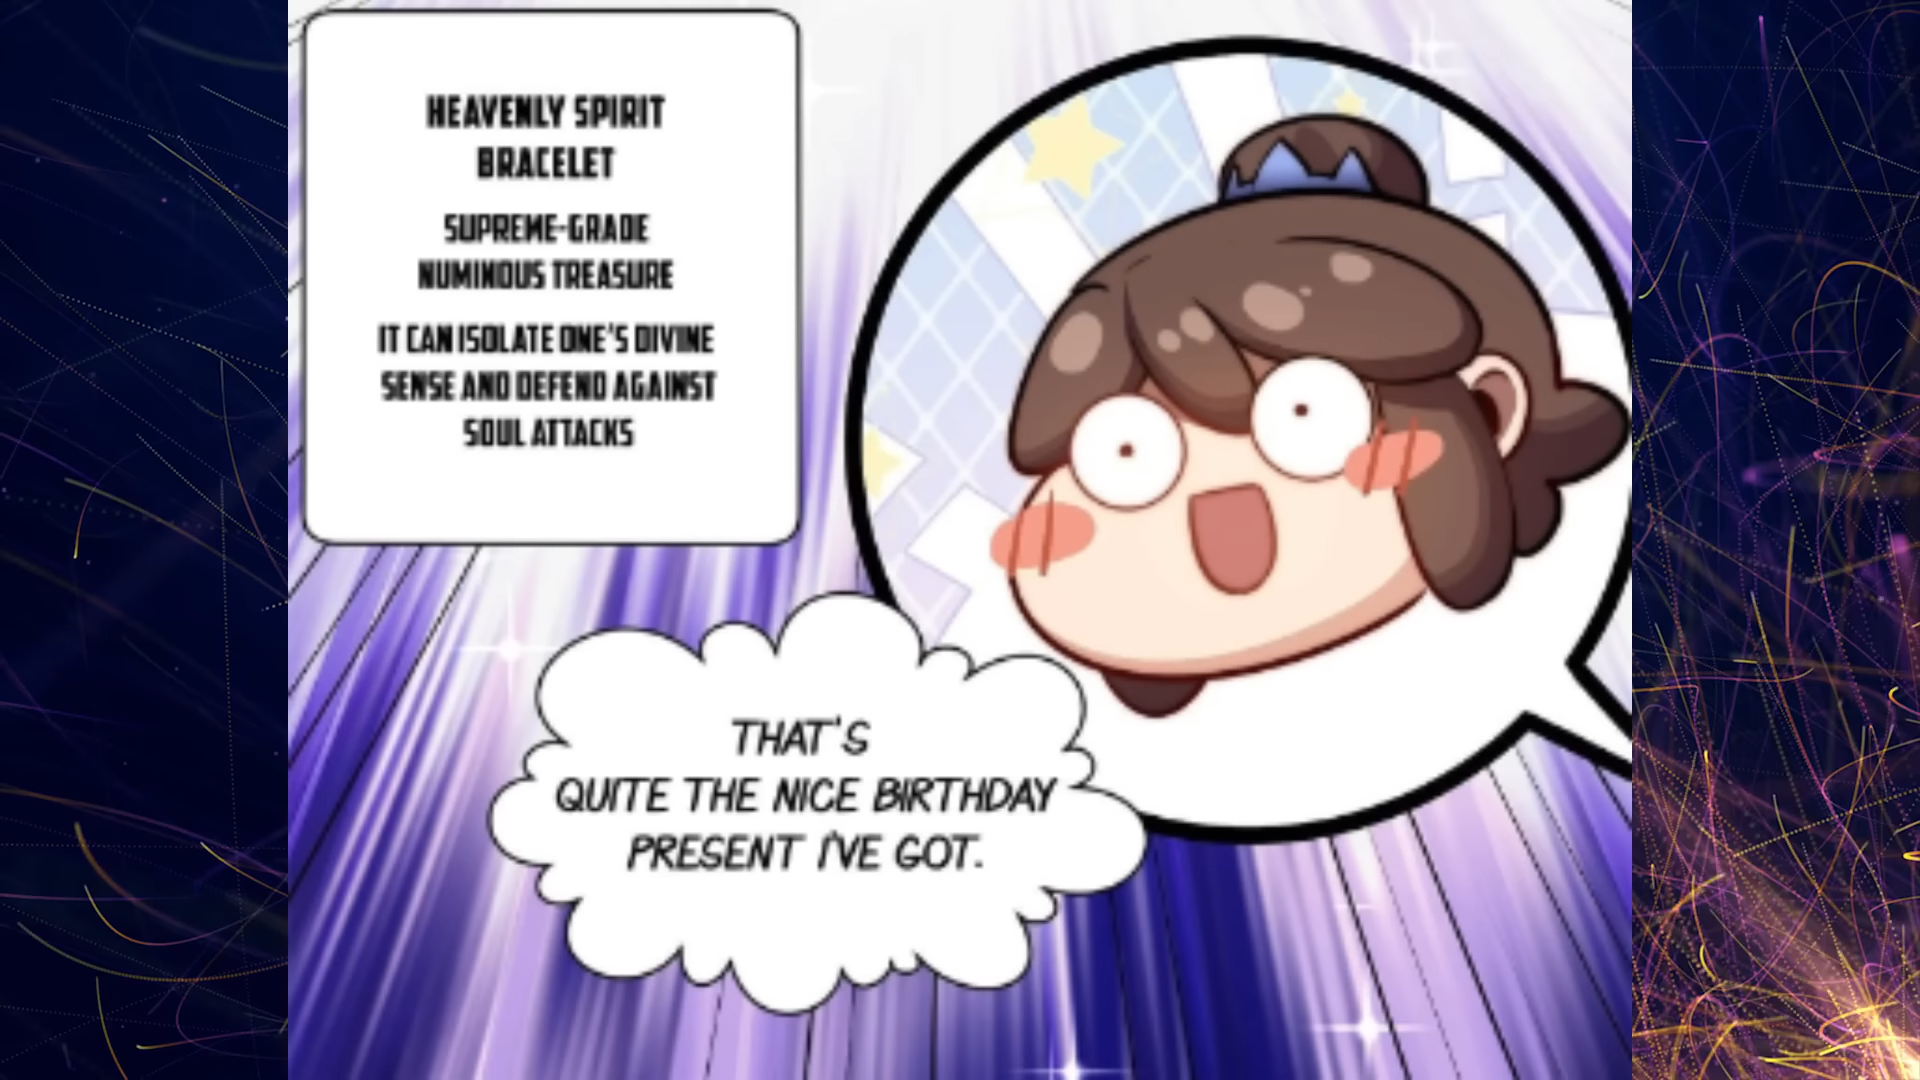 HEAVENLY SPIRIT
BRACELET
SUPREME-GRADE
NUMINOUS TREASURE
IT CAN ISOLATE ONE'S DIVINE
SENSE AND DEFEND AGAINST
SOUL ATTACKS
THAT'S
QUITE THE NICE BIRTHDAY
PRESENT I'VE GOT.